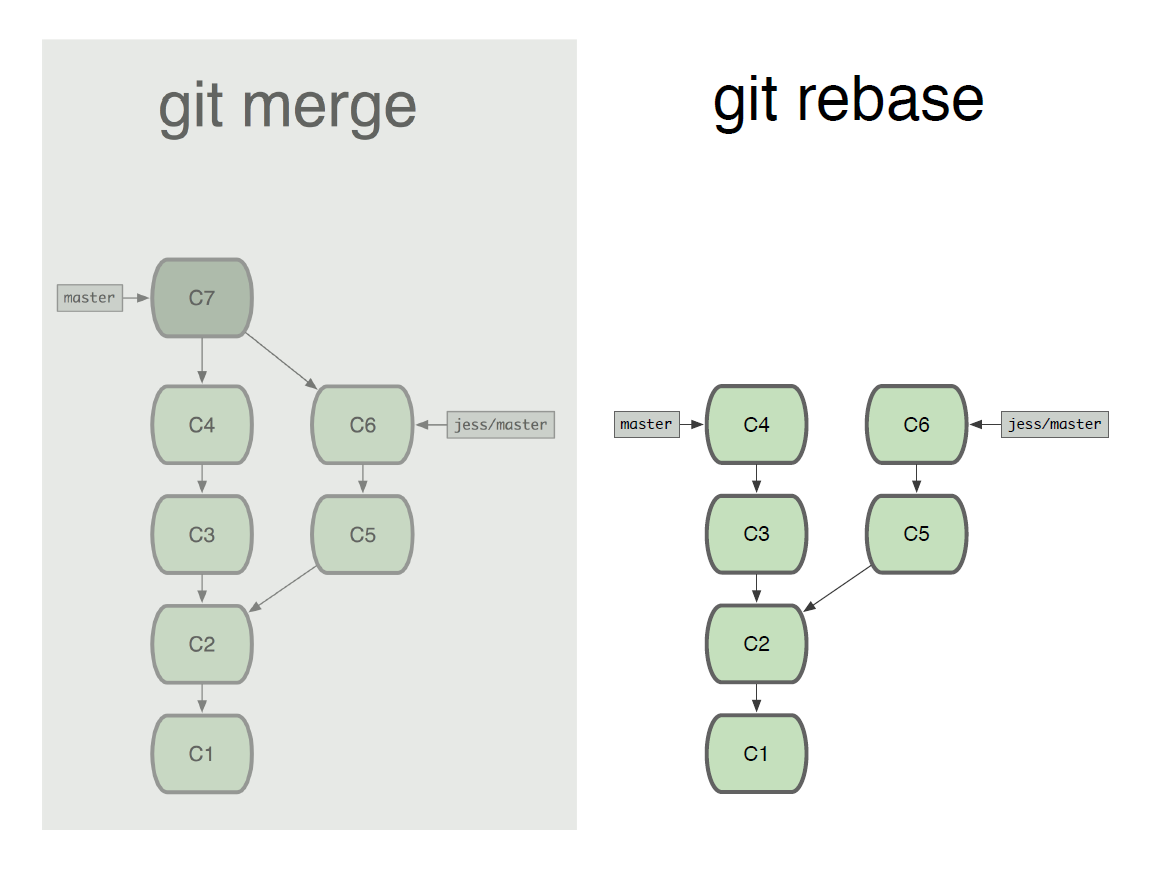 git merge
master
C7
C4
C6
jess/master
C3
C5
C2
C1
git rebase
master
C4
C6
jess/master
C3
C5
C2
C1